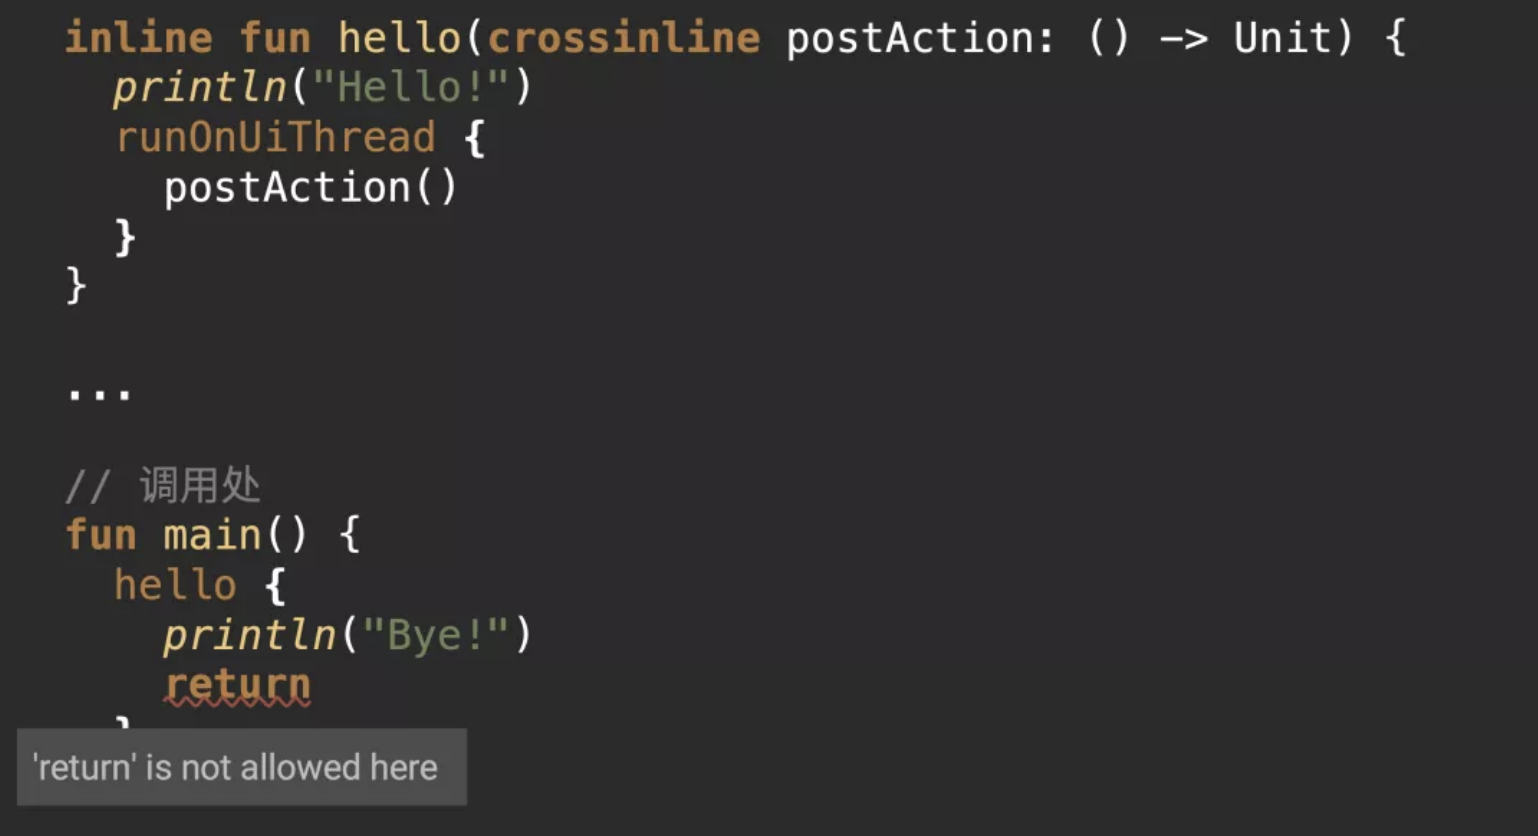 inline fun hello(crossinline postAction: () -> Unit) {
println("Hello!")
runOnUiThread {
postAction()
}
}
...
// 调用处
fun main() {
hello {
println("Bye!")
return
}
'return' is not allowed here